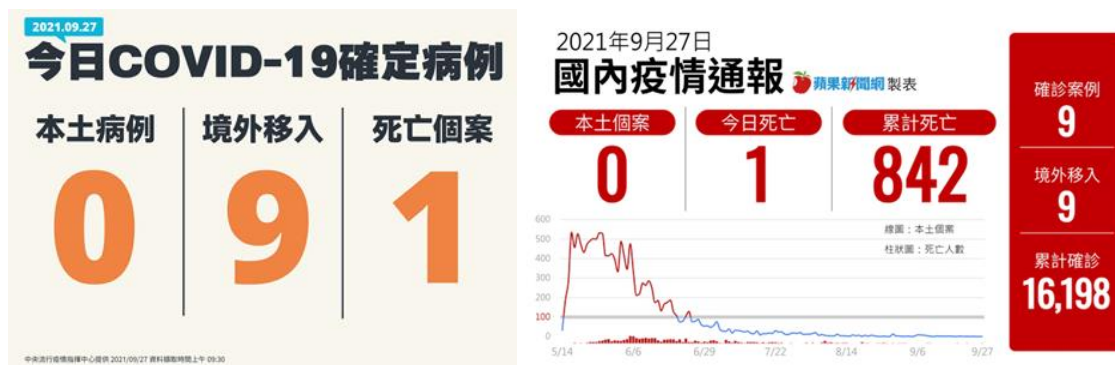 2021.09.27
今日COVID-19確定病例
本土病例
境外移入
死亡個案
0
9
1
中央流行疫情指揮中心提供 2021/09/27 資料擷取時間上午 09:30
2021年9月27日
國內疫情通報 蘋果新聞網 製表
本土個案
今日死亡
累計死亡
0
1
842
線圖：本土個案
柱狀圖：死亡人數
600
500
400
300
200
100
0
5/14
6/6
6/29
7/22
8/14
9/6
9/27
確診案例
9
境外移入
9
累計確診
16,198